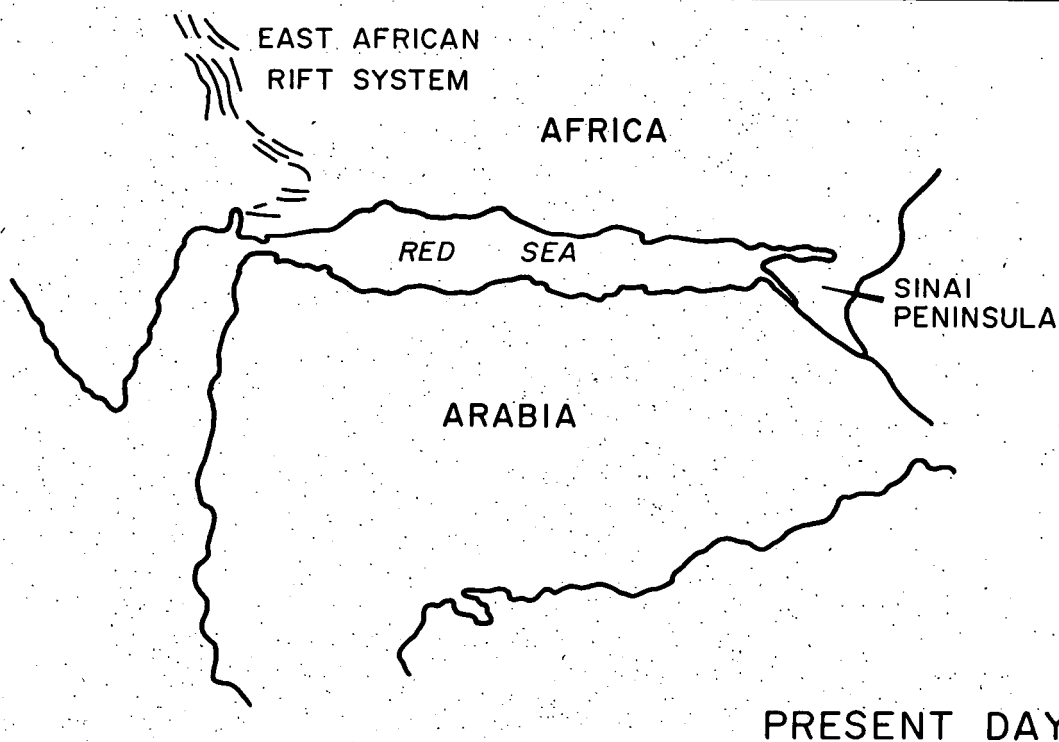 EAST AFRICAN
RIFT SYSTEM
AFRICA
RED SEA
SINAI
PENINSULA
ARABIA
PRESENT DAY